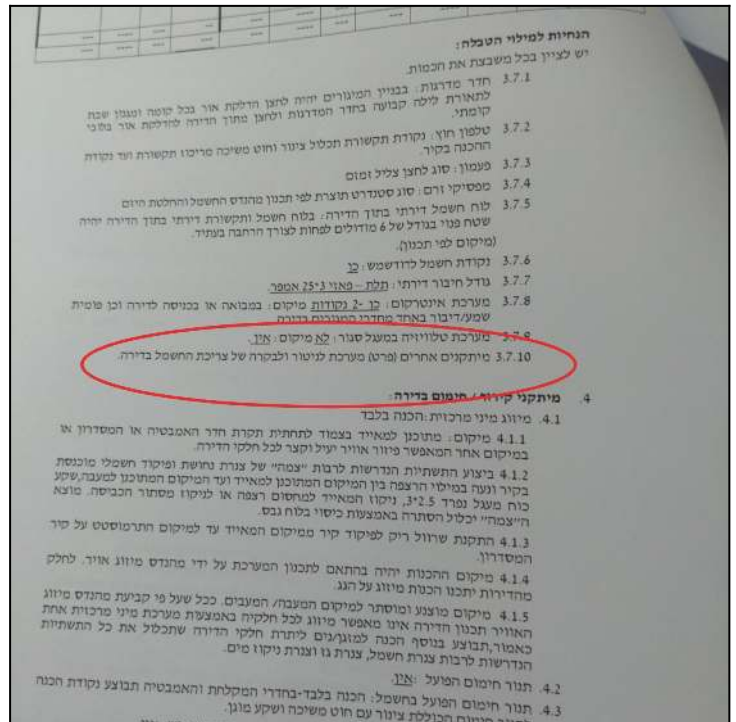 הנחיות למילוי הטבלה:
יש לציין בכל משבצת את הכמות.
3.7.1 חדר מדרגות: בבניין המגורים יהיה לחצן הדלקת אור בכל קומה ומנגנון שבת
לתאורת לילה קבועה בחדר המדרגות ולחצן מתוך הדירה להדלקת אור
קומתי.
3.7.2 טלפון חוץ: נקודת תקשורת תכלול צינור וחוט משיכה מריכוז תקשורת ועד נקודת
ההכנה בקיר.
3.7.3 פעמון: סוג לחצן צליל זמזם
3.7.4 מפסיקי זרם: סוג סטנדרט תוצרת לפי תכנון מהנדס החשמל והחלטת היזם
3.7.5 לוח חשמל דירתי בתוך הדירה: בלוח חשמל ותקשורת דירתי בתוך הדירה יהיה
שטח פנוי בגודל של 6 מודולים לפחות לצורך הרחבה בעתיד.
(מיקום לפי תכנון).
3.7.6 נקודת חשמל לדודשמש: כן
3.7.7 גודל חיבור דירתי: תלת – פאזי 25*3 אמפר.
3.7.8 מערכת אינטרקום: כן -2 נקודות מיקום: במבואה או בכניסה לדירה וכן פומית
שמע/דיבור באחד מחדרי המגורים בדירה
3.7.9 מערכת טלוויזיה במעגל סגור: לא מיקום: אין.
3.7.10 מיתקנים אחרים (פרט) מערכת לניטור ולבקרה של צריכת החשמל בדירה.
4. מיתקני קירור / חימום בדירה:
4.1. מיזוג מיני מרכזית: הכנה בלבד
4.1.1 מיקום: מתוכנן למאייד בצמוד לתחתית תקרת חדר האמבטיה או המסדרון או
במיקום אחר המאפשר פיזור אוויר יעיל וקצר לכל חלקי הדירה.
4.1.2 ביצוע התשתיות הנדרשות לרבות "צמה" של צנרת נחושת ופיקוד חשמלי מוכנסת
בקיר ונעה במילוי הרצפה בין המיקום המתוכנן למאייד ועד המיקום המתוכנן למעבה, שקע
כוח מעגל נפרד 3*2.5, ניקוז המאייד למחסום רצפה או לניקוז מסתור הכביסה. מוצא
ה"צמה" יכלול הסתרה באמצעות כיסוי בלוח גבס.
4.1.3 התקנת שרוול ריק לפיקוד קיר ממיקום המאייד עד למיקום התרמוסטט על קיר
המסדרון.
4.1.4 מיקום ההכנות יהיה בהתאם לתכנון המערכת על ידי מהנדס מיזוג אויר. לחלק
מהדירות יתכנו הכנות מיזוג על הגג.
4.1.5 מיקום מוצנע ומוסתר למיקום המעבה/ המעבים. ככל שעל פי קביעת מהנדס מיזוג
האוויר תכנון הדירה אינו מאפשר מיזוג לכל חלקיה באמצעות מערכת מיני מרכזית אחת
כאמור, תבוצע בנוסף הכנה למזגן/נים ליתרת חלקי הדירה שתכלול את כל התשתיות
הנדרשות לרבות צנרת חשמל, צנרת גז וצנרת ניקוז מים.
4.2. תנור חימום הפועל: אין.
4.3. תנור חימום הפועל בחשמל: הכנה בלבד-בחדרי המקלחת והאמבטיה תבוצע נקודת הכנה
לתנור חימום הכוללת צינור עם חוט משיכה ושקע מוגן.